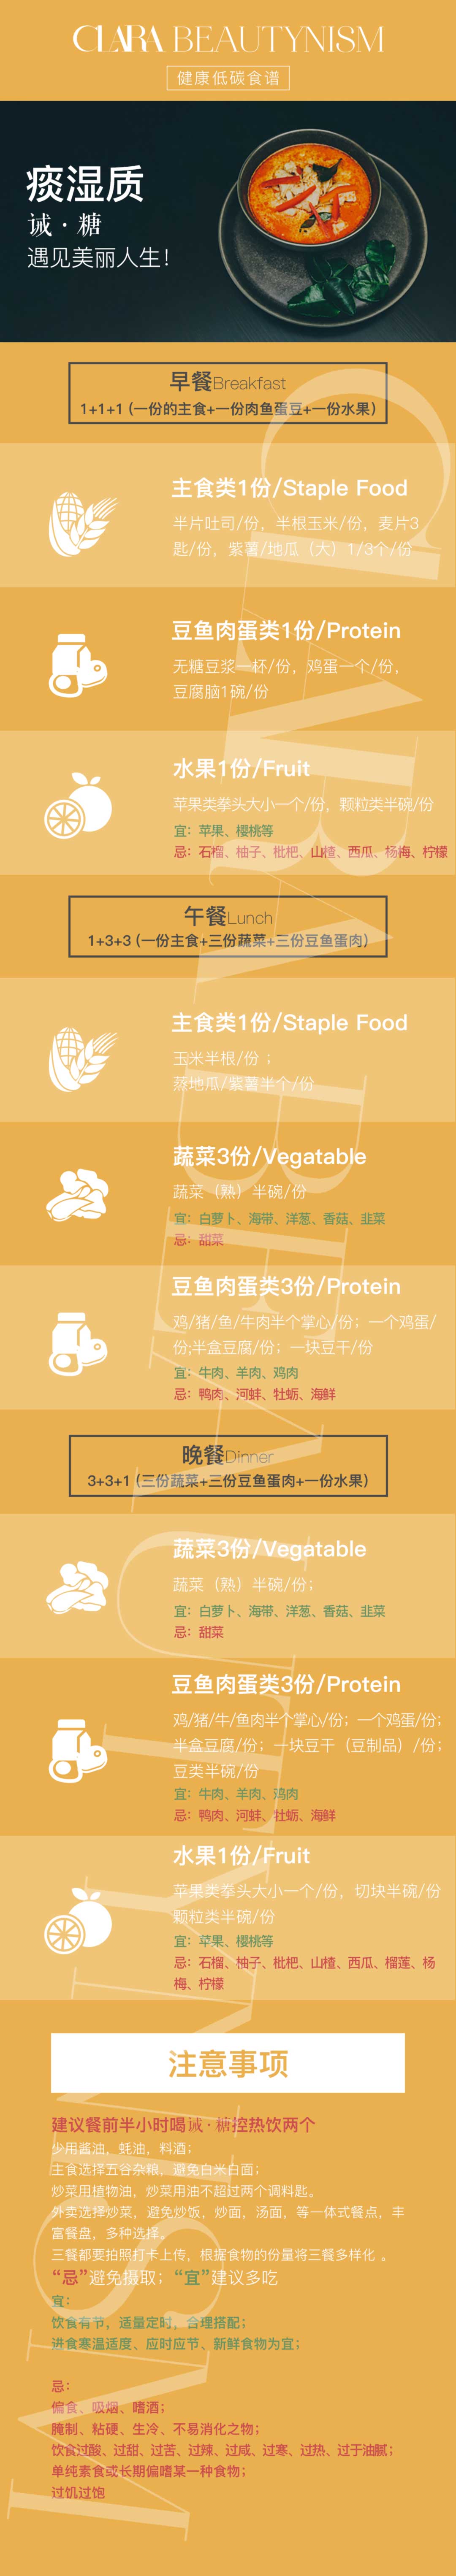 CLARA BEAUTYNISM
健康低碳食谱
痰湿质
诫·糖
遇见美丽人生！
早餐Breakfast
1+1+1 (一份的主食+一份肉鱼蛋豆+一份水果)
主食类1份/Staple Food
半片吐司/份，半根玉米/份，麦片3
匙/份，紫薯/地瓜（大）1/3个/份
豆鱼肉蛋类1份/Protein
无糖豆浆一杯/份，鸡蛋一个/份，
豆腐脑1碗/份
水果1份/Fruit
苹果类拳头大小一个/份，颗粒类半碗/份
宜：苹果、樱桃等
忌：石榴、柚子、枇杷、山楂、西瓜、杨梅、柠檬
午餐Lunch
1+3+3 (一份主食+三份蔬菜+三份豆鱼蛋肉)
主食类1份/Staple Food
玉米半根/份 ；
蒸地瓜/紫薯半个/份
蔬菜3份/Vegatable
蔬菜（熟）半碗/份
宜：白萝卜、海带、洋葱、香菇、韭菜
忌：甜菜
豆鱼肉蛋类3份/Protein
鸡/猪/鱼/牛肉半个掌心/份；一个鸡蛋/
份;半盒豆腐/份；一块豆干/份
宜：牛肉、羊肉、鸡肉
忌：鸭肉、河蚌、牡蛎、海鲜
晚餐Dinner
3+3+1 (三份蔬菜+三份豆鱼蛋肉+一份水果)
蔬菜3份/Vegatable
蔬菜（熟）半碗/份；
宜：白萝卜、海带、洋葱、香菇、韭菜
忌：甜菜
豆鱼肉蛋类3份/Protein
鸡/猪/牛/鱼肉半个掌心/份；一个鸡蛋/份；
半盒豆腐/份；一块豆干（豆制品）/份；
豆类半碗/份
宜：牛肉、羊肉、鸡肉
忌：鸭肉、河蚌、牡蛎、海鲜
水果1份/Fruit
苹果类拳头大小一个/份，切块半碗/份
颗粒类半碗/份
宜：苹果、樱桃等
忌：石榴、柚子、枇杷、山楂、西瓜、榴莲、杨
梅、柠檬
注意事项
建议餐前半小时喝诫·糖控热饮两个
少用酱油，蚝油，料酒；
主食选择五谷杂粮，避免白米白面；
炒菜用植物油，炒菜用油不超过两个调料匙。
外卖选择炒菜，避免炒饭，炒面，汤面，等一体式餐点，丰
富餐盘，多种选择。
三餐都要拍照打卡上传，根据食物的份量将三餐多样化 。
“忌”避免摄取；“宜”建议多吃
宜：
饮食有节，适量定时，合理搭配；
进食寒温适度、应时应节、新鲜食物为宜；
忌：
偏食、吸烟、嗜酒；
腌制、粘硬、生冷、不易消化之物；
饮食过酸、过甜、过苦、过辣、过咸、过寒、过热、过于油腻；
单纯素食或长期偏嗜某一种食物；
过饥过饱